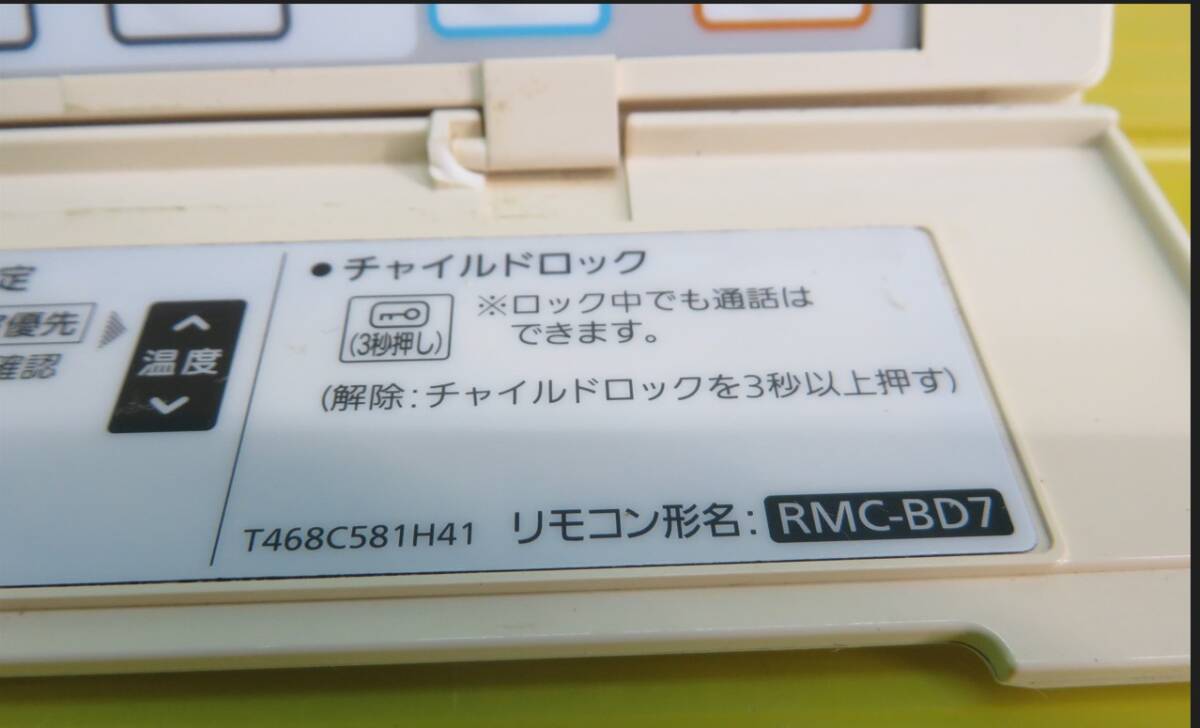 定
優先
確認
温度
● チャイルドロック
(3秒押し)
※ロック中でも通話は
できます。
(解除:チャイルドロックを3秒以上押す)
T468C581H41 リモコン形名: RMC-BD7